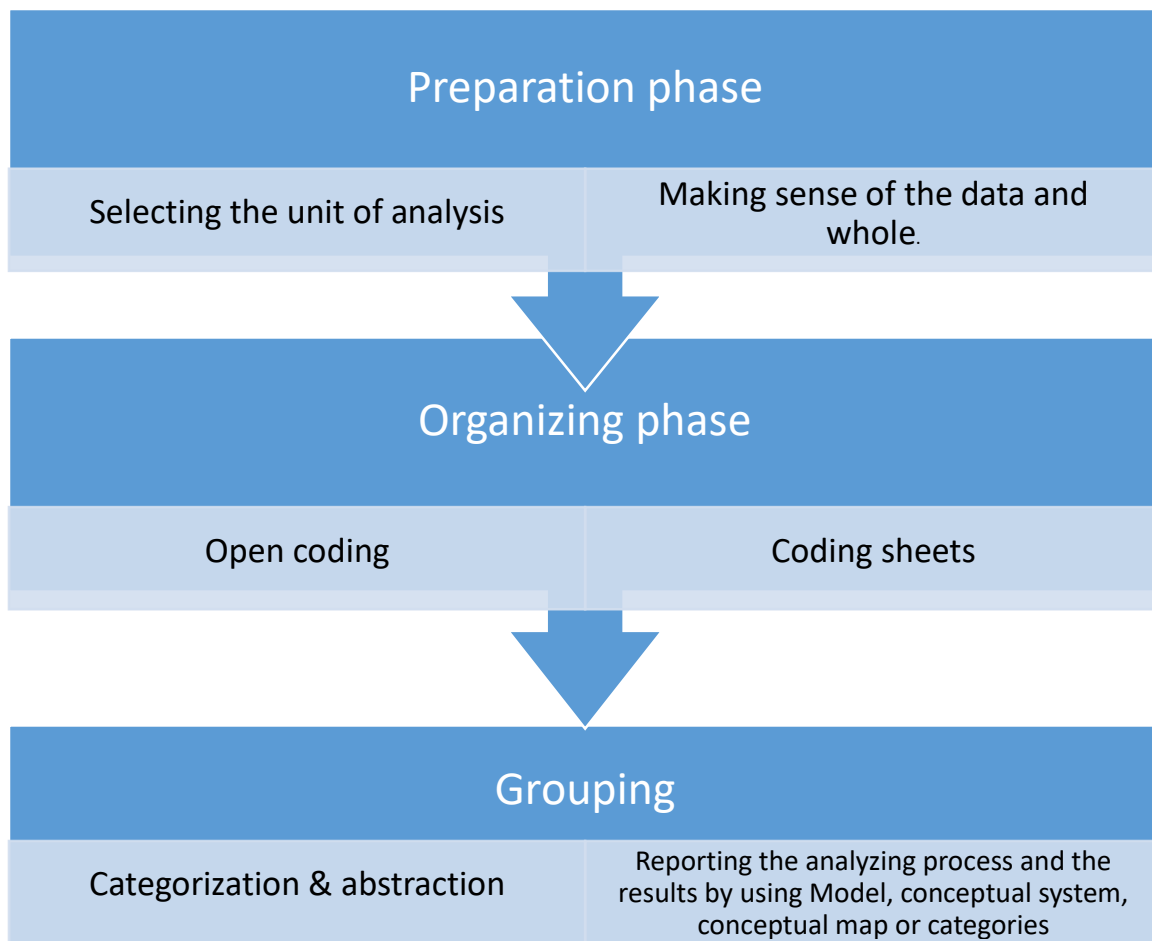 Preparation phase
Selecting the unit of analysis
Making sense of the data and
whole.
Organizing phase
Open coding
Coding sheets
Grouping
Categorization & abstraction
Reporting the analyzing process and the
results by using Model, conceptual system,
conceptual map or categories